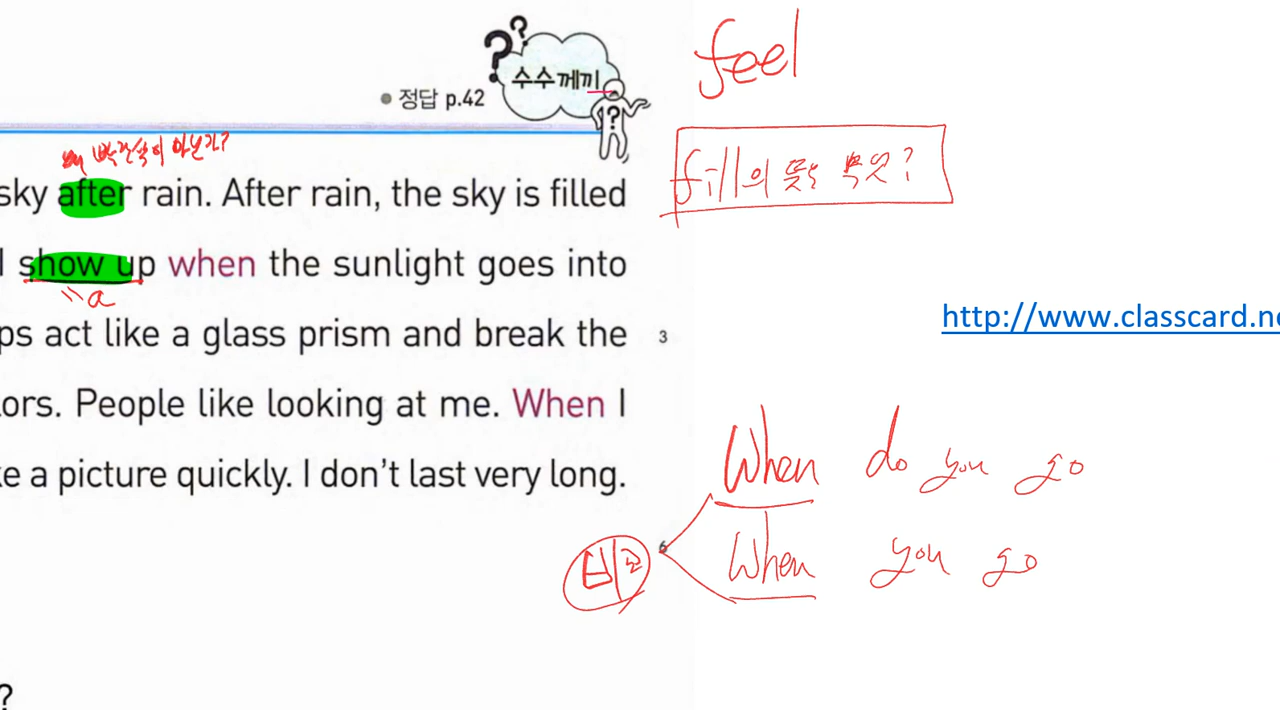 수수께끼
feel
정답 p.42
fill의 뜻은 무엇?
sky after rain. After rain, the sky is filled
I show up when the sunlight goes into
a
http://www.classcard.ne
ps act like a glass prism and break the 3
ors. People like looking at me. When I
When do you go
e a picture quickly. I don't last very long.
6
비교
When you go
?